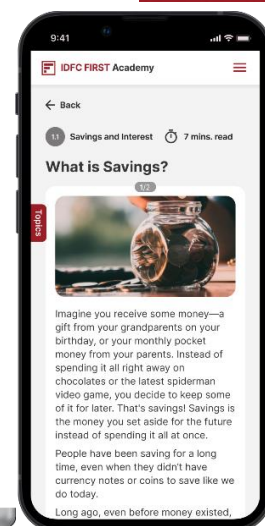 9:41
IDFC FIRST Academy
← Back
1.1 Savings and Interest 7 mins. read
What is Savings?
1/2
Topics
Imagine you receive some money—a
gift from your grandparents on your
birthday, or your monthly pocket
money from your parents. Instead of
spending it all right away on
chocolates or the latest spiderman
video game, you decide to keep some
of it for later. That's savings! Savings is
the money you set aside for the future
instead of spending it all at once.
People have been saving for a long
time, even when they didn't have
currency notes or coins to save like we
do today.
Long ago, even before money existed,